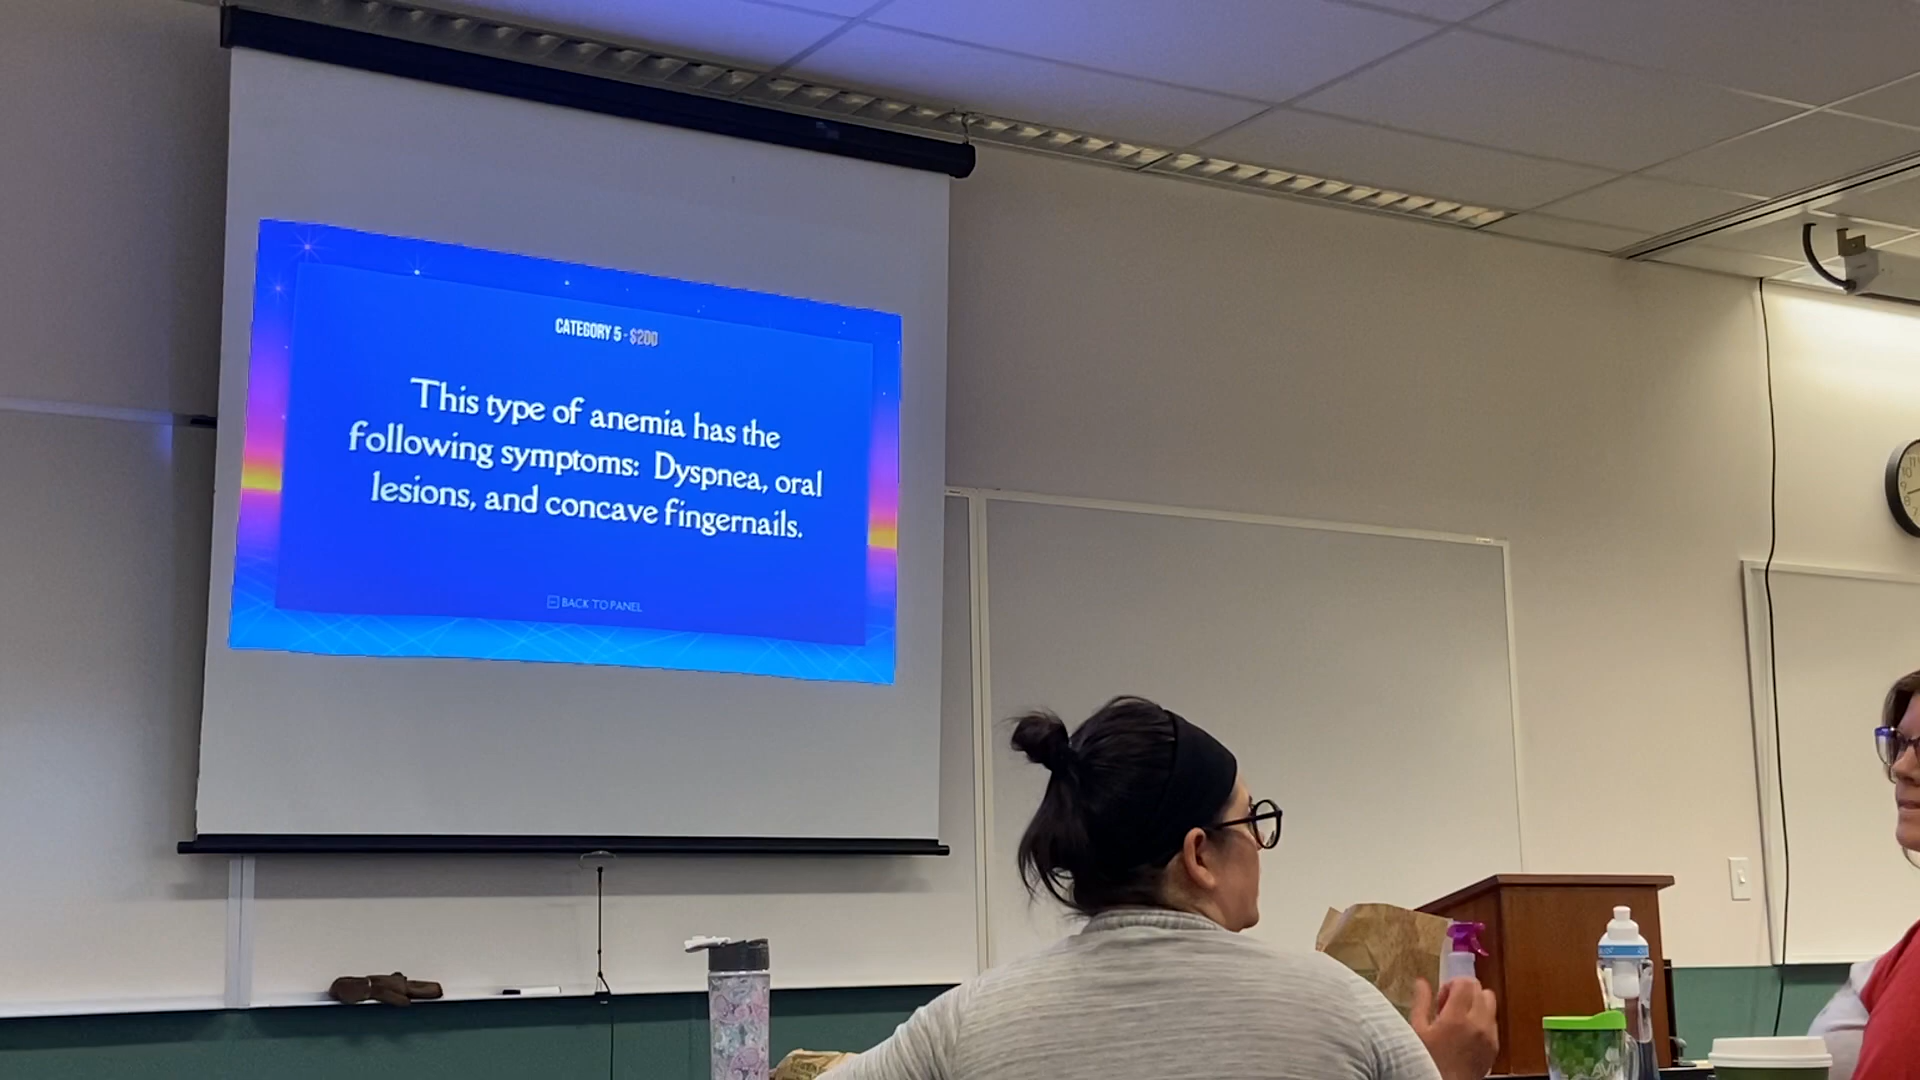 CATEGORY 5 - $200
This type of anemia has the
following symptoms: Dyspnea, oral
lesions, and concave fingernails.
BACK TO PANEL